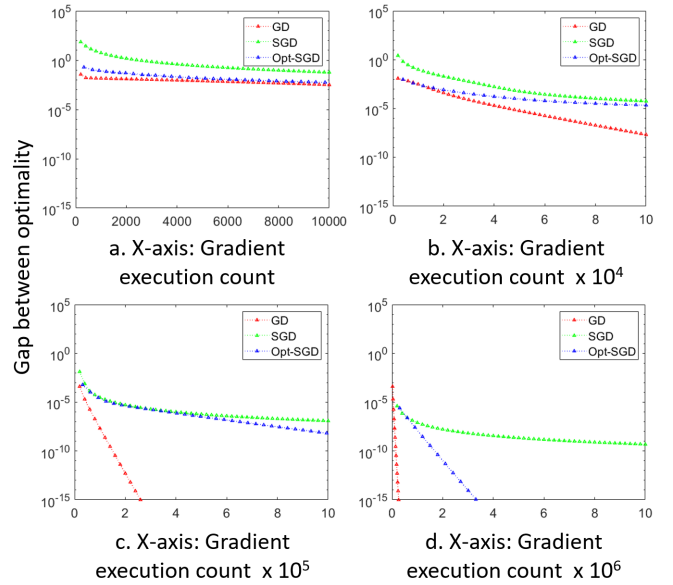 Gap between optimality
10^5
10^0
10^-5
10^-10
10^-15
0 2000 4000 6000 8000 10000
GD
SGD
Opt-SGD
a. X-axis: Gradient
execution count
10^5
10^0
10^-5
10^-10
10^-15
0 2 4 6 8 10
GD
SGD
Opt-SGD
b. X-axis: Gradient
execution count x 10^4
10^5
10^0
10^-5
10^-10
10^-15
0 2 4 6 8 10
GD
SGD
Opt-SGD
c. X-axis: Gradient
execution count x 10^5
10^5
10^0
10^-5
10^-10
10^-15
0 2 4 6 8 10
GD
SGD
Opt-SGD
d. X-axis: Gradient
execution count x 10^6